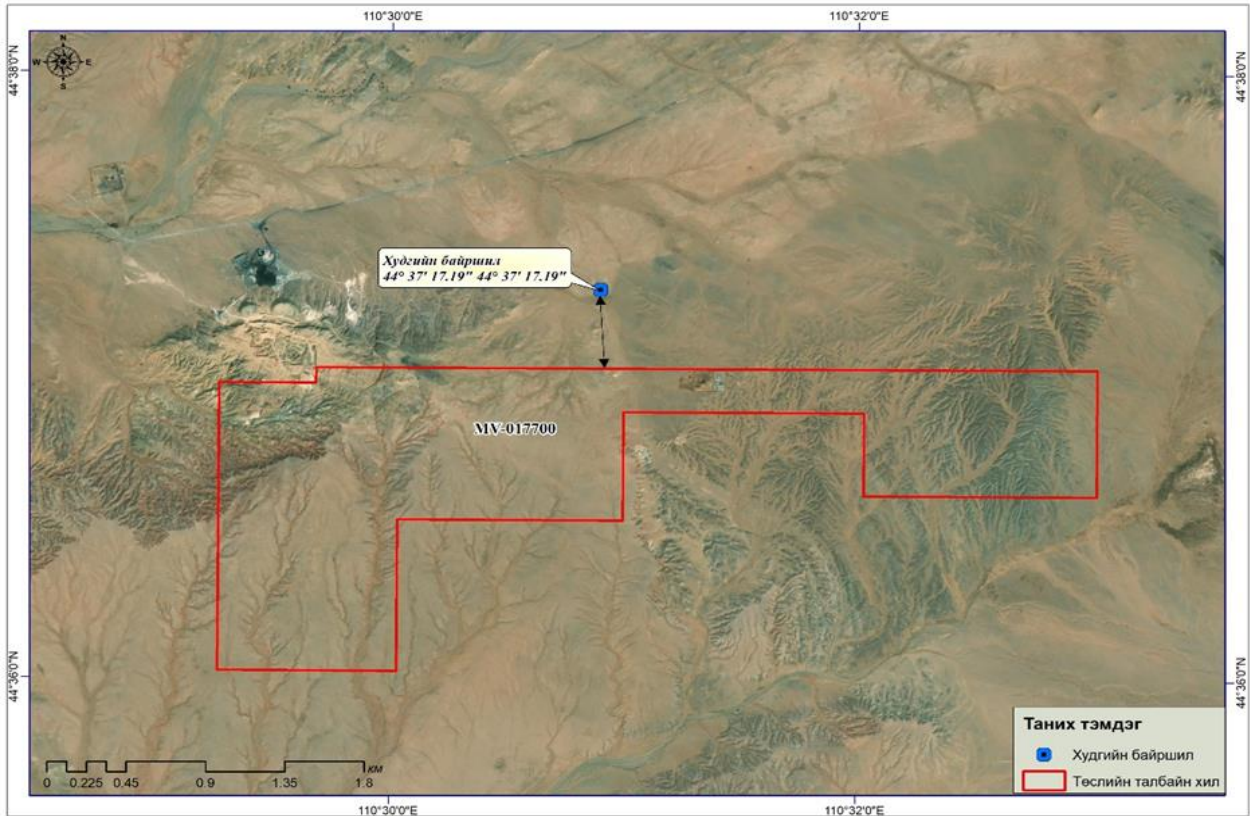 110°30'0"E 110°32'0"E
N
W E
S
44°38'0"N 44°38'0"N
Худгийн байршил
44° 37' 17.19" 44° 37' 17.19"
MV-017700
44°36'0"N 44°36'0"N
Таних тэмдэг
Худгийн байршил
Төслийн талбайн хил
км
0 0.225 0.45 0.9 1.35 1.8
110°30'0"E 110°32'0"E